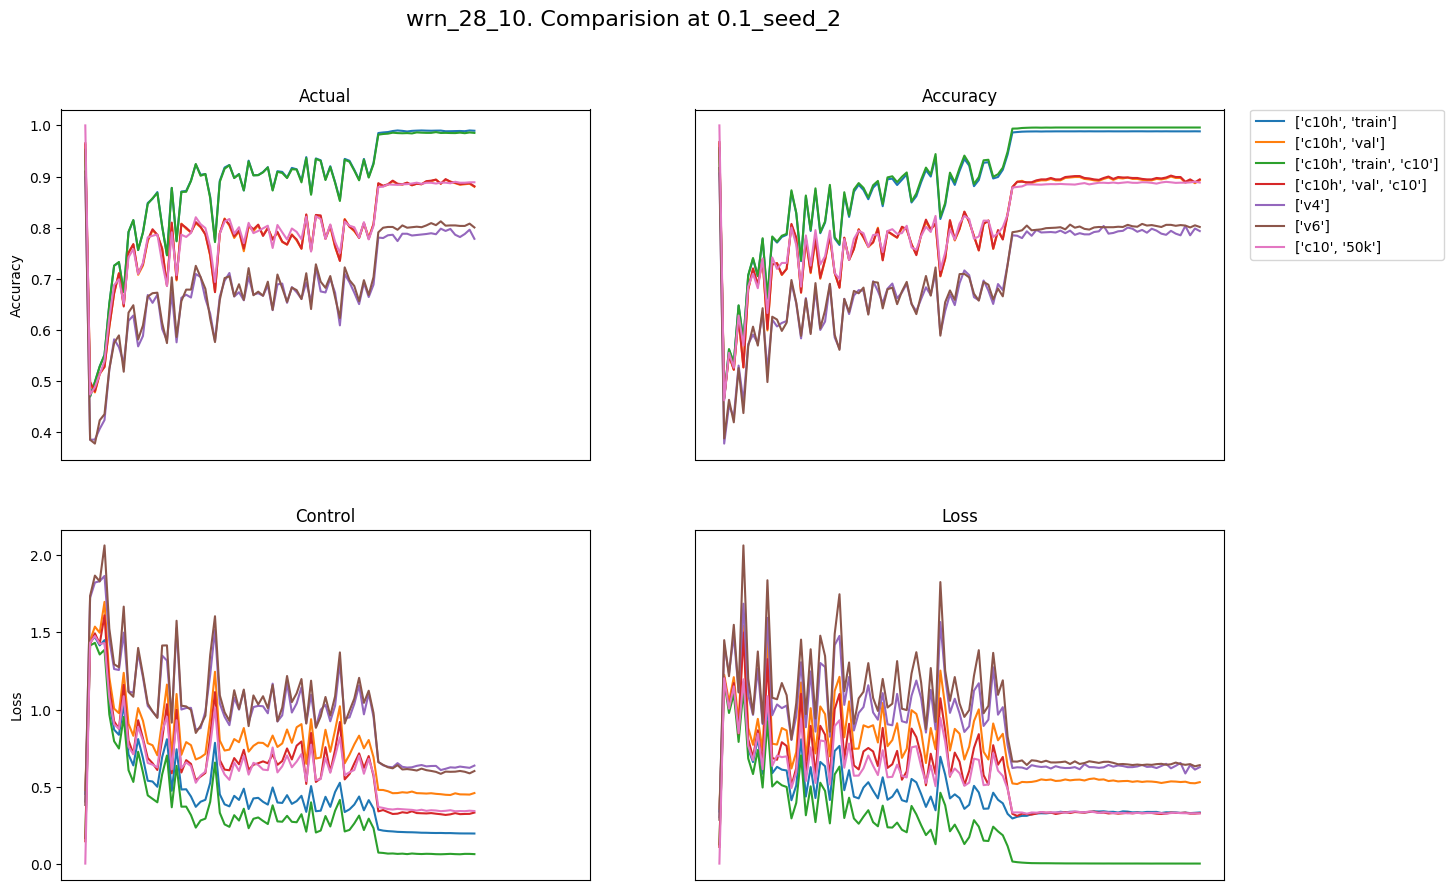 wrn_28_10. Comparision at 0.1_seed_2
Actual
Accuracy
1.0
0.9
0.8
0.7
0.6
0.5
0.4
Accuracy
['c10h', 'train']
['c10h', 'val']
['c10h', 'train', 'c10']
['c10h', 'val', 'c10']
['v4']
['v6']
['c10', '50k']
Control
Loss
2.0
1.5
1.0
0.5
0.0
Loss